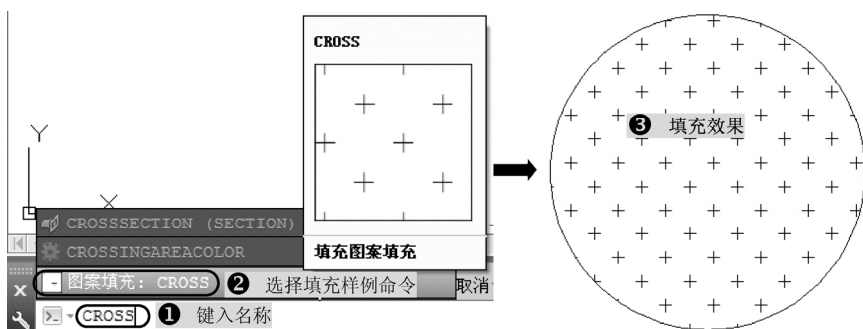 CROSS
Y
X
CROSSSECTION (SECTION)
CROSSINGAREACOLOR
填充图案填充
图案填充: CROSS ❷ 选择填充样例命令 取消
CROSS ❶ 键入名称
❸ 填充效果